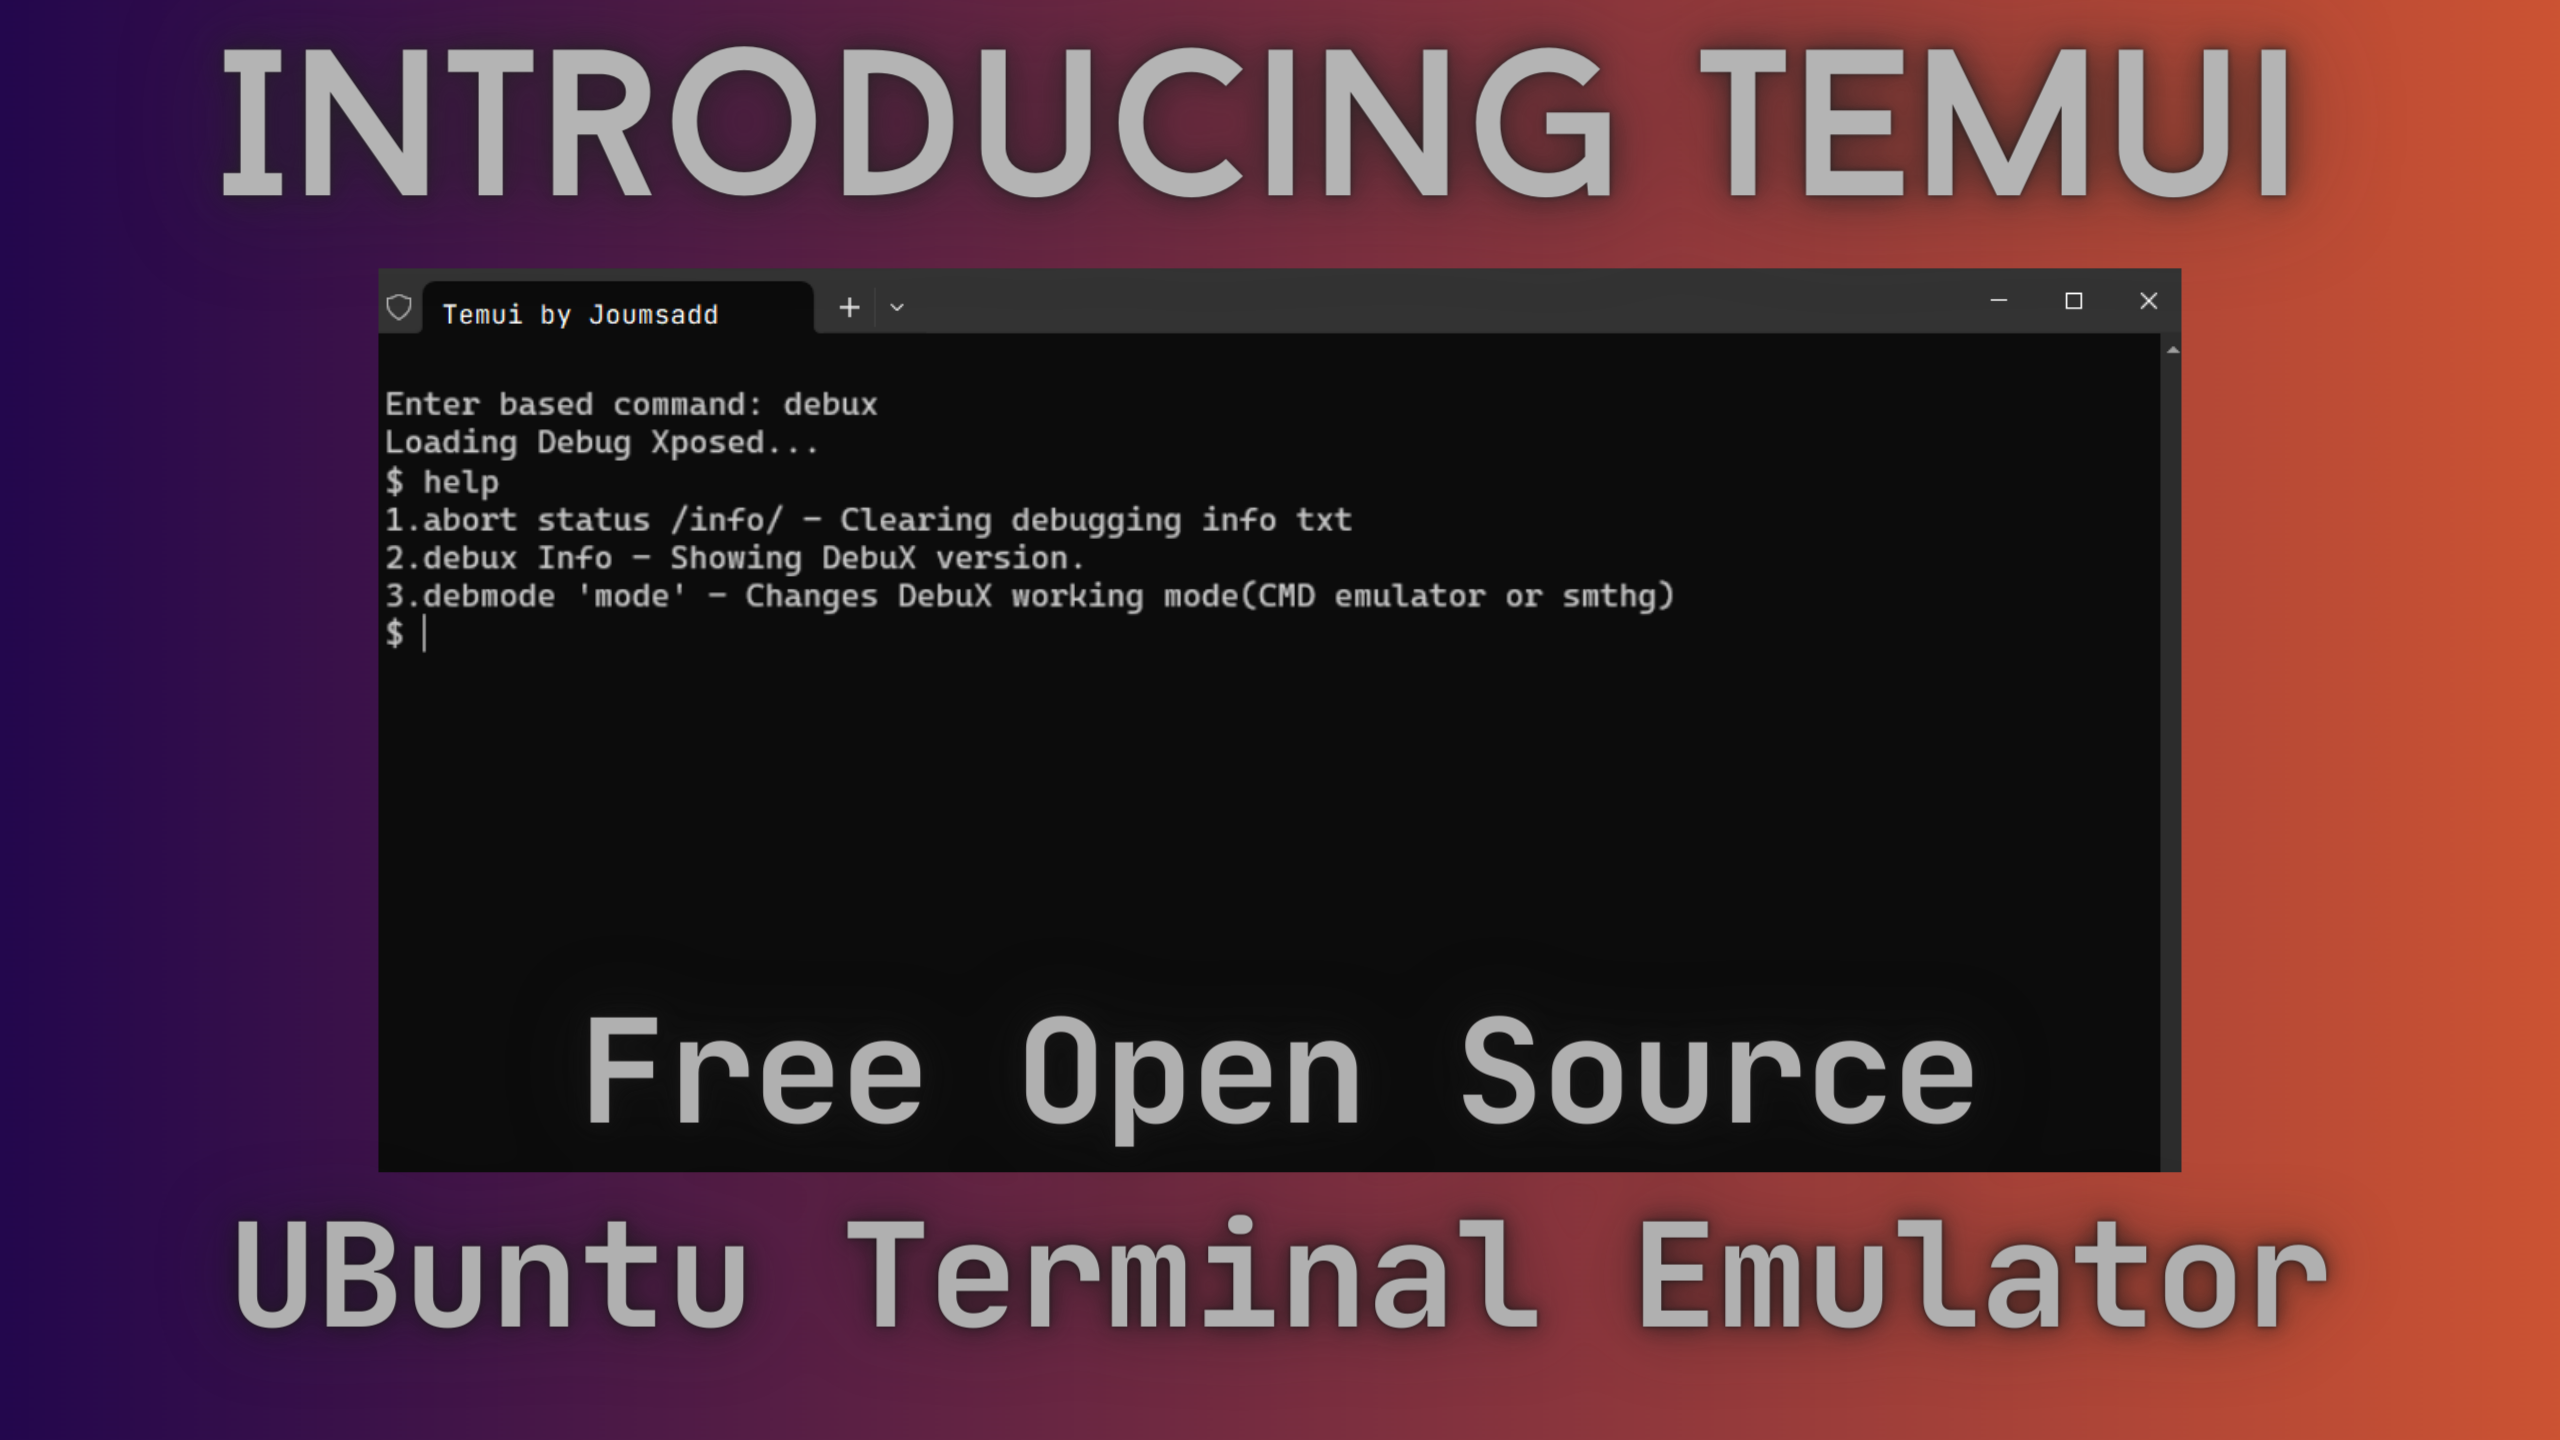 INTRODUCING TEMUI
Temui by Joumsadd
Enter based command: debux
Loading Debug Xposed...
$ help
1.abort status /info/ - Clearing debugging info txt
2.debux Info - Showing DebuX version.
3.debmode 'mode' - Changes DebuX working mode(CMD emulator or smthg)
$
Free Open Source
UBuntu Terminal Emulator